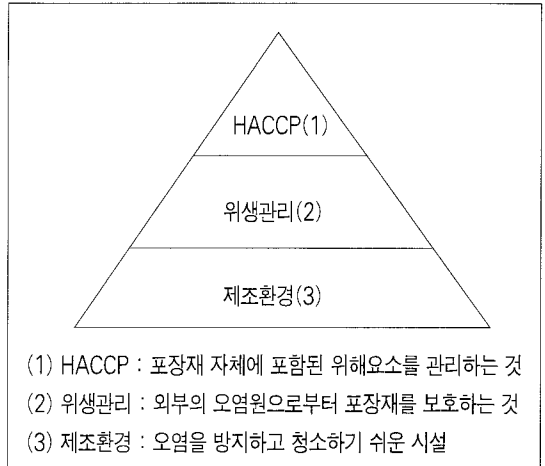 HACCP(1)
위생관리(2)
제조환경(3)
(1) HACCP : 포장재 자체에 포함된 위해요소를 관리하는 것
(2) 위생관리 : 외부의 오염원으로부터 포장재를 보호하는 것
(3) 제조환경 : 오염을 방지하고 청소하기 쉬운 시설